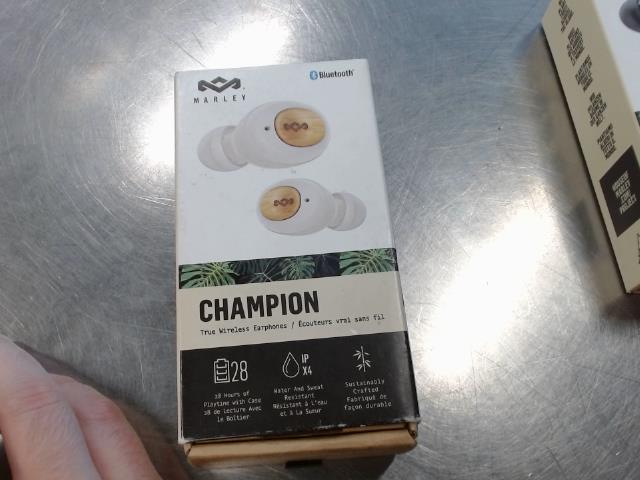 MARLEY
Bluetooth
CHAMPION
True Wireless Earphones / Écouteurs vrai sans fil
28
IP
X4
28 Hours of
Playtime with Case
28 de Lecture Avec
le Boîtier
Water And Sweat
Resistant
Résistant à L'eau
et à La Sueur
Sustainably
Crafted
Fabriqué de
façon durable